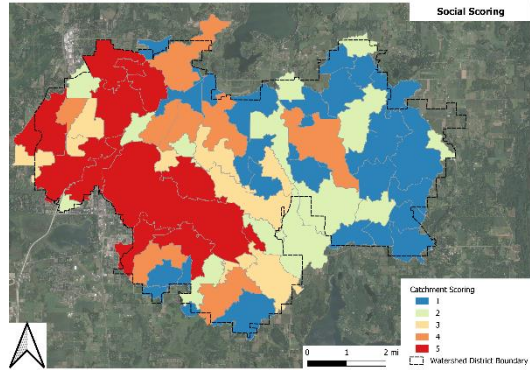 Social Scoring
Catchment Scoring
1
2
3
4
5
Watershed District Boundary
0 1 2 mi